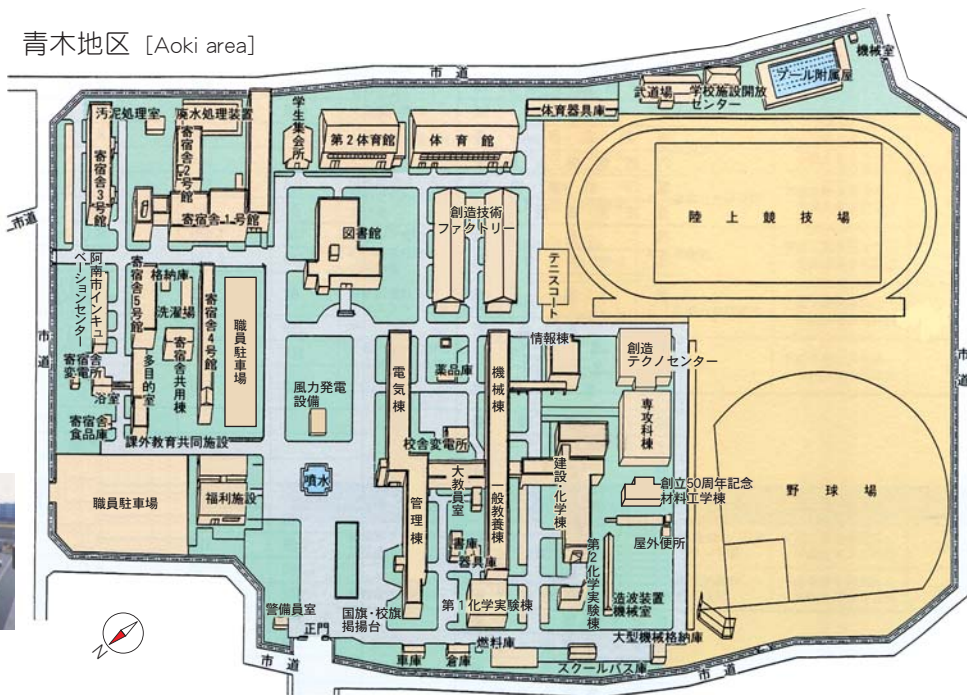 青木地区 [Aoki area]
市道
機械室
プール附属屋
武道場
学校施設開放
センター
体育器具庫
汚泥処理室
廃水処理装置
学生集会所
第2体育館
体育館
寄宿舎3号館
寄宿舎2号館
寄宿舎1号館
市道
図書館
創造技術
ファクトリー
陸上競技場
テニスコート
阿南市インキュ
ベーションセンター
寄宿舎5号館
格納庫
洗濯場
寄宿舎4号館
職員駐車場
市道
寄宿舎
変電所
浴室
多目的室
寄宿舎共用棟
寄宿舎
食品庫
課外教育共同施設
風力発電
設備
電気棟
薬品庫
機械棟
情報棟
創造
テクノセンター
市道
専攻科棟
校舎変電所
大教員室
建設・化学棟
職員駐車場
福利施設
噴水
管理棟
一般教養棟
創立50周年記念
材料工学棟
野球場
屋外便所
書庫
器具庫
第2化学実験棟
造波装置
機械室
警備員室
国旗・校旗
掲揚台
第1化学実験棟
大型機械格納庫
正門
燃料庫
車庫
倉庫
スクールバス庫
市道
市道
N